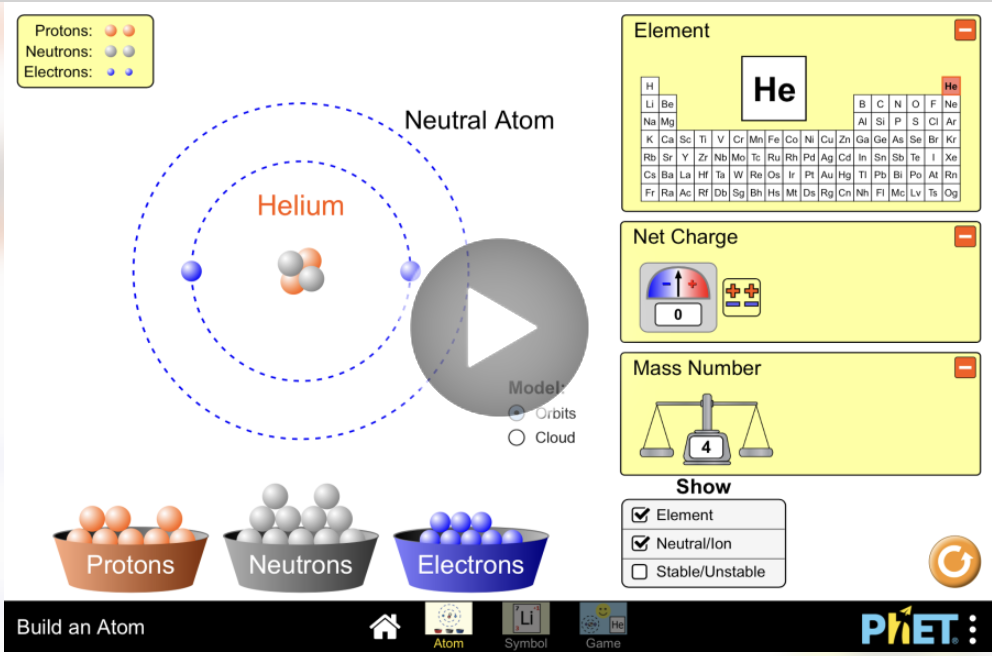 Protons:
Neutrons:
Electrons:
Neutral Atom
Helium
Model:
Orbits
Cloud
Protons
Neutrons
Electrons
Element
He
H He
Li Be B C N O F Ne
Na Mg Al Si P S Cl Ar
K Ca Sc Ti V Cr Mn Fe Co Ni Cu Zn Ga Ge As Se Br Kr
Rb Sr Y Zr Nb Mo Tc Ru Rh Pd Ag Cd In Sn Sb Te I Xe
Cs Ba La Hf Ta W Re Os Ir Pt Au Hg Tl Pb Bi Po At Rn
Fr Ra Ac Rf Db Sg Bh Hs Mt Ds Rg Cn Nh Fl Mc Lv Ts Og
Net Charge
- +
0
Mass Number
4
Show
Element
Neutral/Ion
Stable/Unstable
Build an Atom
Li
He
Atom
Symbol
Game
PhET